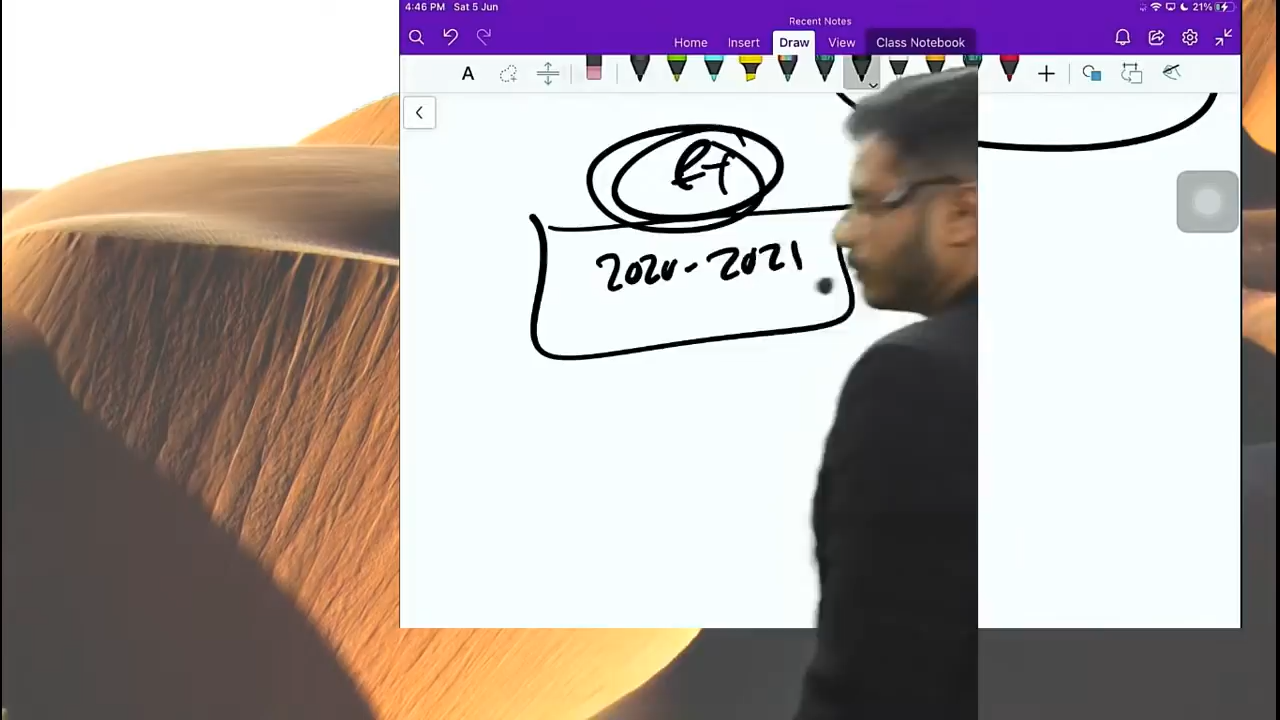 4:46 PM Sat 5 Jun
21%
Recent Notes
Home Insert Draw View Class Notebook
A
2020-2021